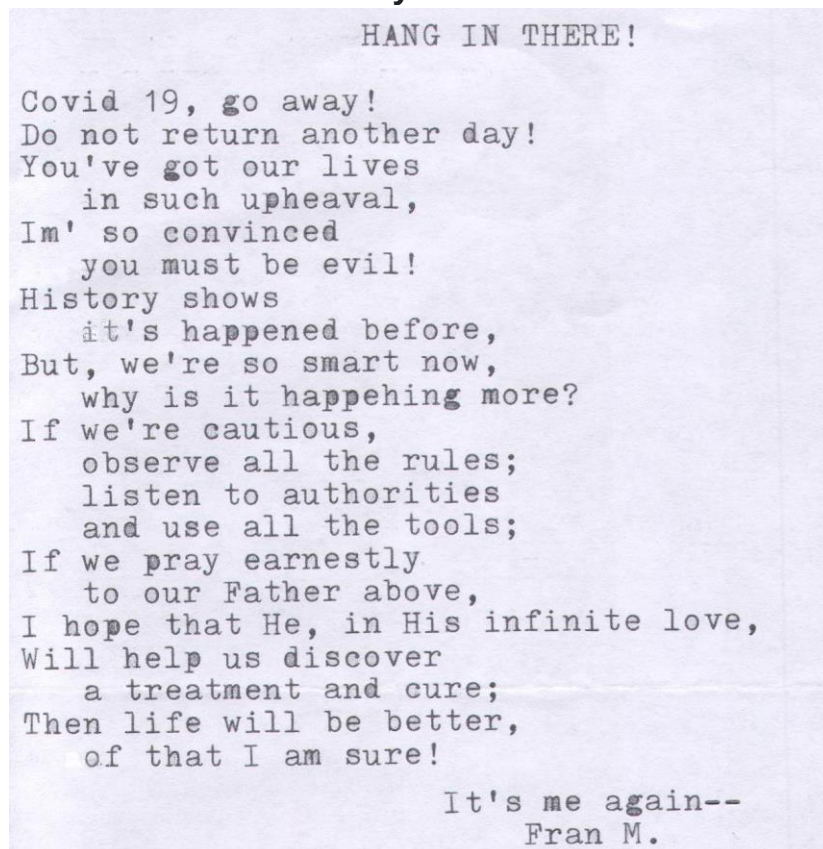 HANG IN THERE!
Covid 19, go away!
Do not return another day!
You've got our lives
in such upheaval,
Im' so convinced
you must be evil!
History shows
it's happened before,
But, we're so smart now,
why is it happehing more?
If we're cautious,
observe all the rules;
listen to authorities
and use all the tools;
If we pray earnestly
to our Father above,
I hope that He, in His infinite love,
Will help us discover
a treatment and cure;
Then life will be better,
of that I am sure!
It's me again--
Fran M.